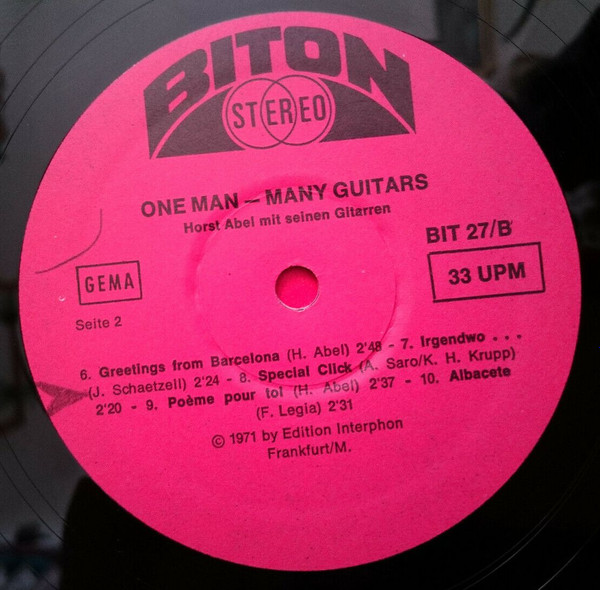 BITON
STEREO
ONE MAN – MANY GUITARS
Horst Abel mit seinen Gitarren
BIT 27/B
GEMA
33 UPM
Seite 2
6. Greetings from Barcelona (H. Abel) 2'48 - 7. Irgendwo . . .
(J. Schaetzell) 2'24 - 8. Special Click (A. Saro/K. H. Krupp)
2'20 - 9. Poème pour toi (H. Abel) 2'37 - 10. Albacete
(F. Legia) 2'31
© 1971 by Edition Interphon
Frankfurt/M.